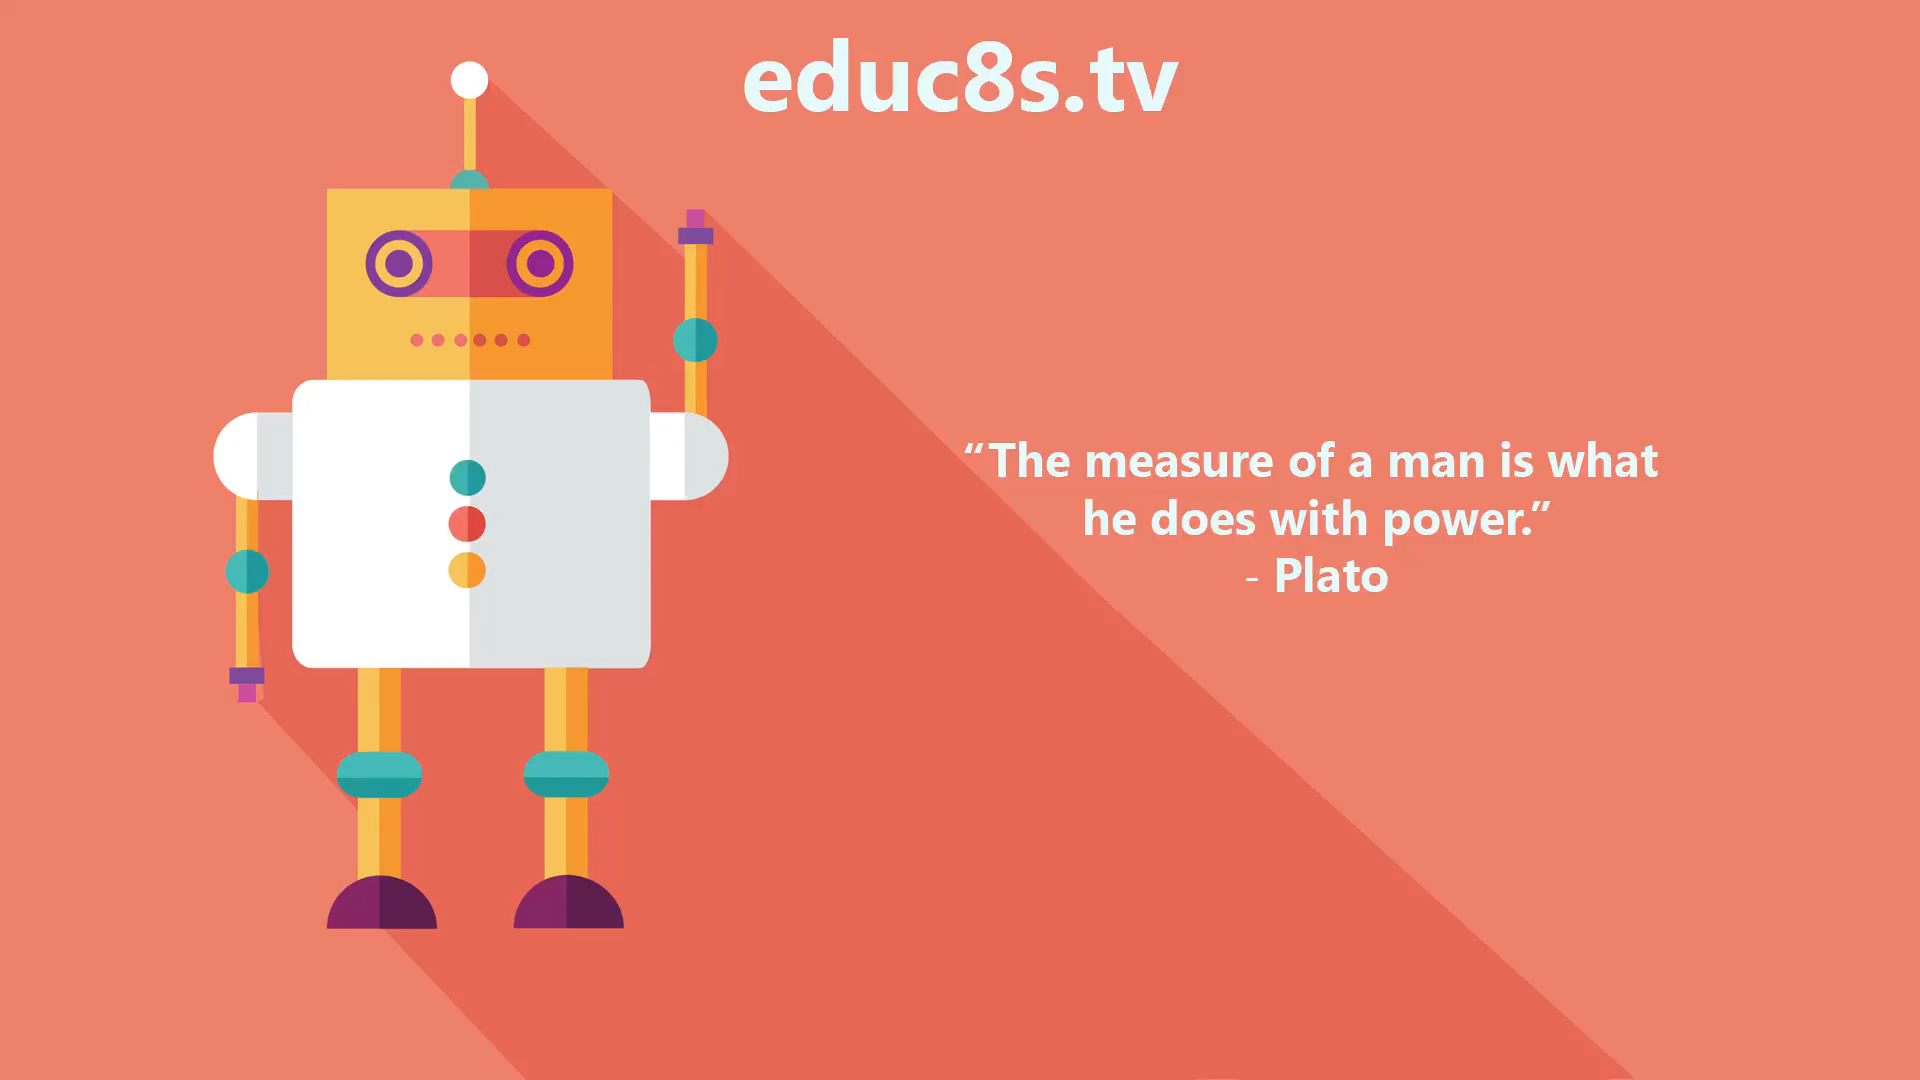 educ8s.tv
“The measure of a man is what
he does with power.”
- Plato